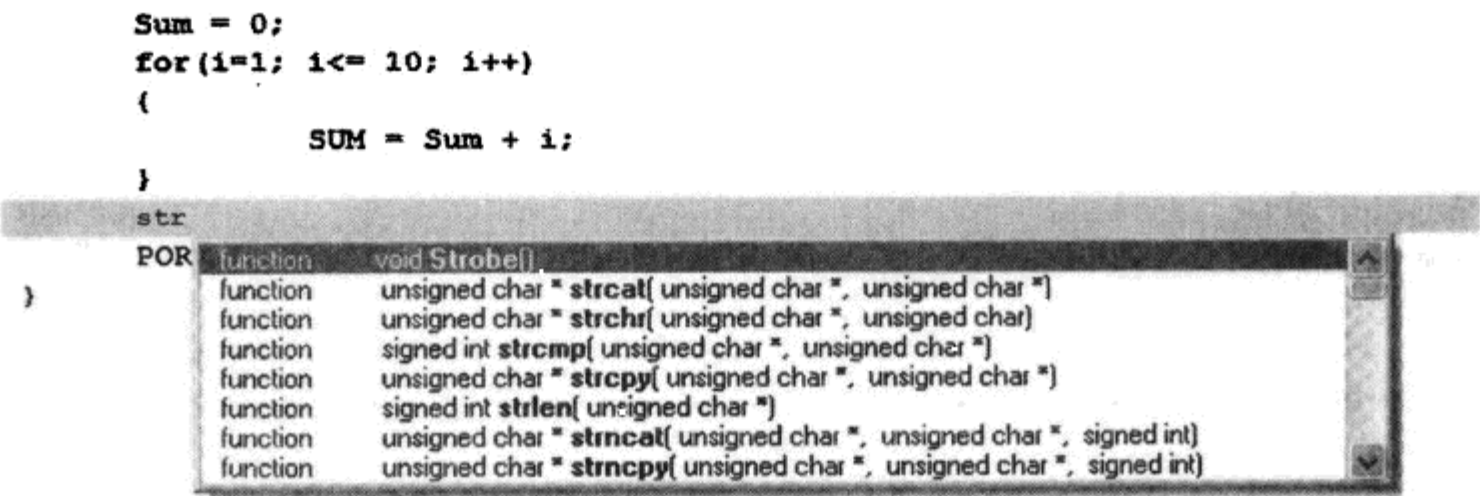 Sum = 0;
for(i=1; i<= 10; i++)
{
SUM = Sum + i;
}
str
POR
function void Strobe()
function unsigned char * strcat( unsigned char *, unsigned char *)
function unsigned char * strchr( unsigned char *, unsigned char)
function signed int strcmp( unsigned char *, unsigned char *)
function unsigned char * strcpy( unsigned char *, unsigned char *)
function signed int strlen( unsigned char *)
function unsigned char * strncat( unsigned char *, unsigned char *, signed int)
function unsigned char * strncpy( unsigned char *, unsigned char *, signed int)
}